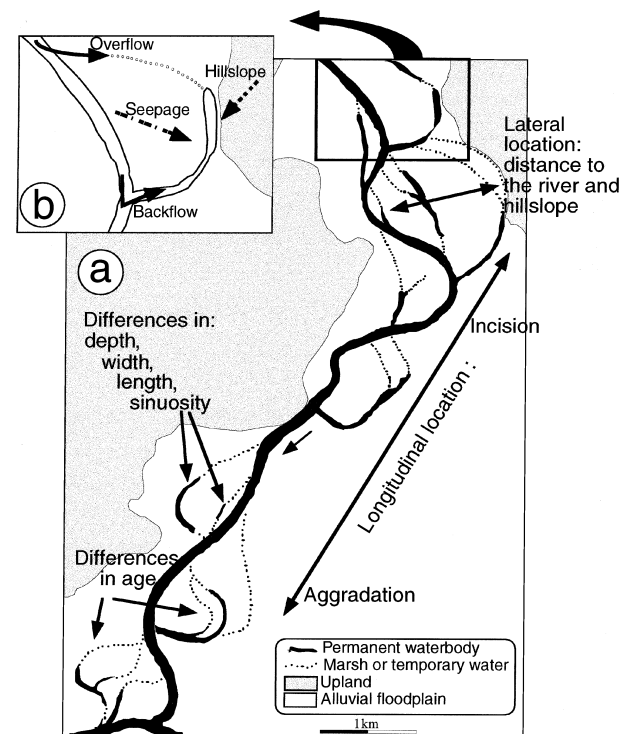 Overflow
Hillslope
Seepage
Backflow
b
Lateral
location:
distance to
the river and
hillslope
a
Differences in:
depth,
width,
length,
sinuosity
Incision
Longitudinal location :
Differences
in age
Aggradation
Permanent waterbody
Marsh or temporary water
Upland
Alluvial floodplain
1km